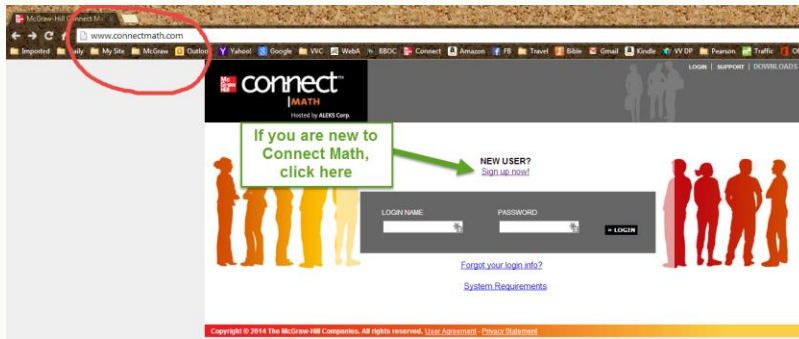 McGraw-Hill Connect M
www.connectmath.com
Imported
My Site
McGraw
Yahoo!
Google
VVC
WebA
EBOC
Connect
Amazon
FB
Travel
Bible
Gmail
Kindle
VV DP
Pearson
Traffic
LOGIN | SUPPORT | DOWNLOADS
Mc
Graw
Hill
connect
MATH
Hosted by ALEKS Corp.
If you are new to
Connect Math,
click here
NEW USER?
Sign up now!
LOGIN NAME
PASSWORD
» LOGIN
Forgot your login info?
System Requirements
Copyright © 2014 The McGraw-Hill Companies. All rights reserved. User Agreement - Privacy Statement